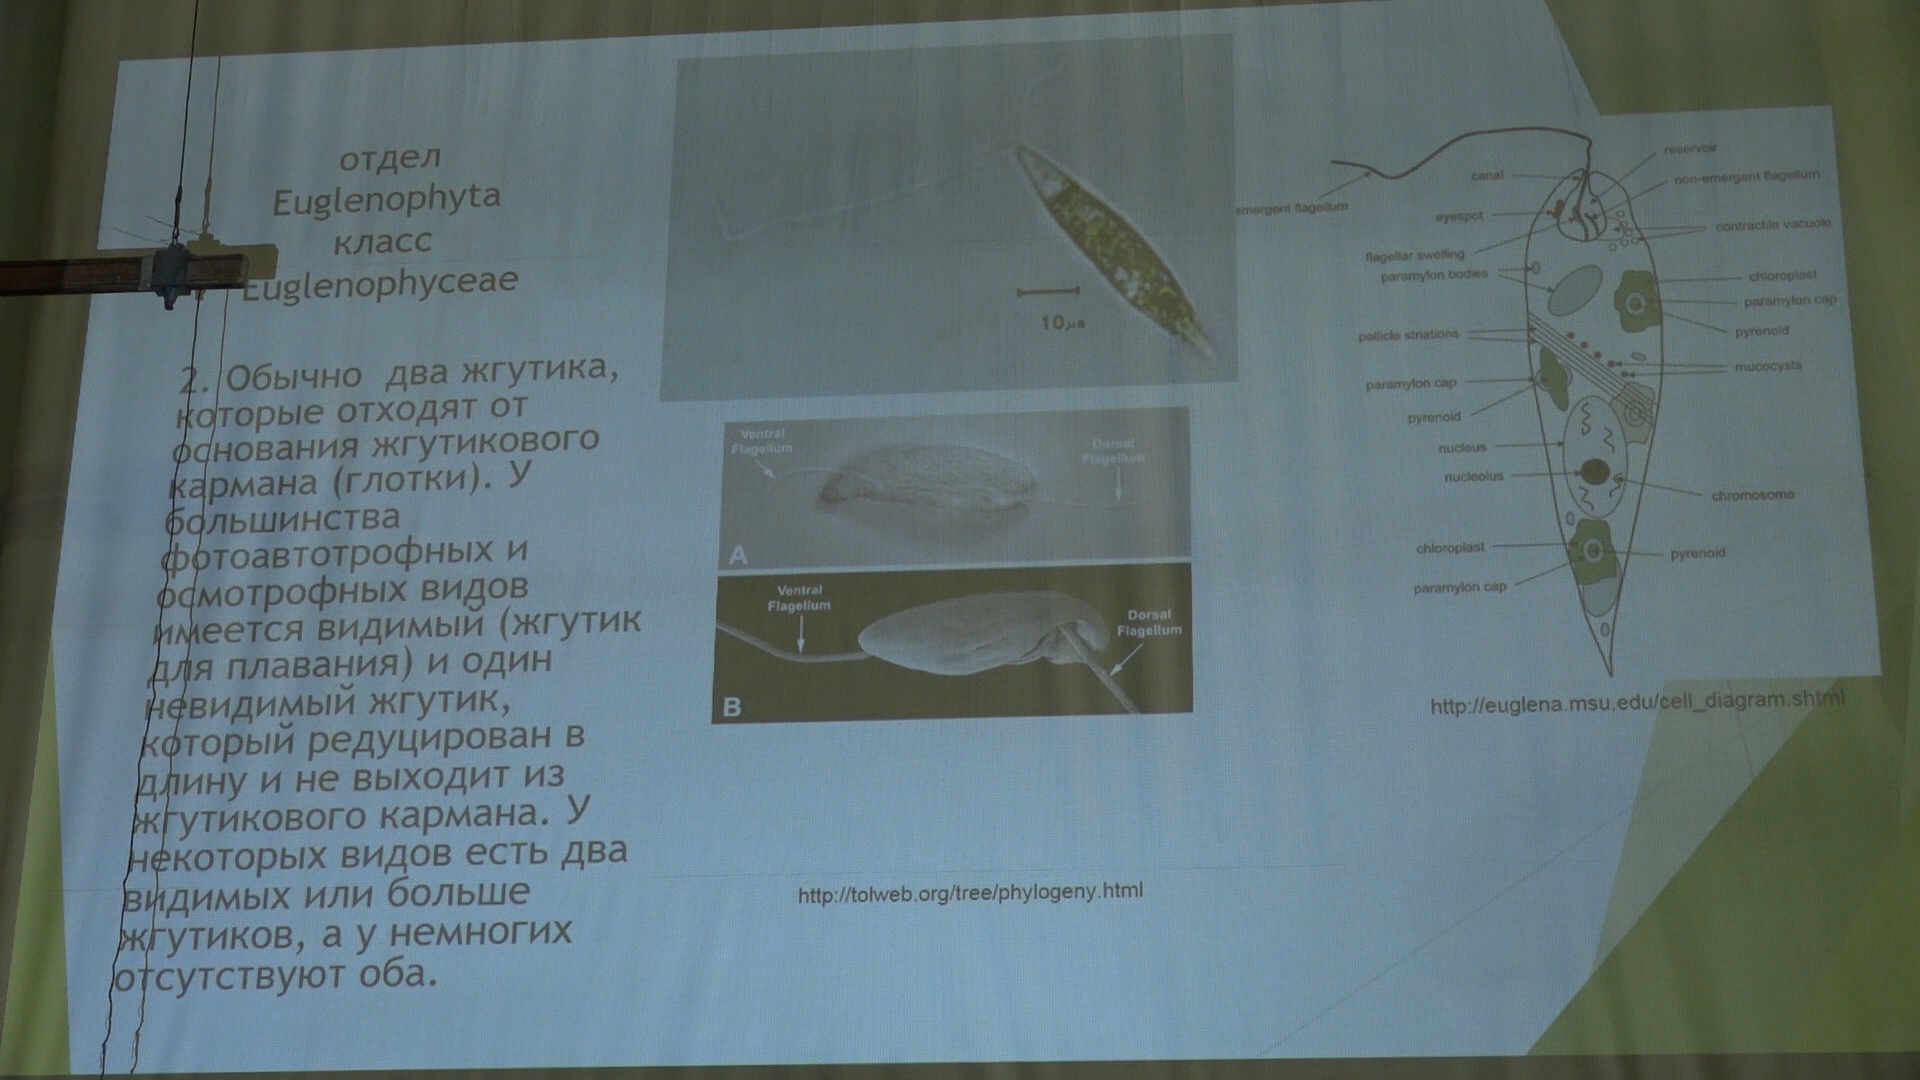 отдел
Euglenophyta
класс
Euglenophyceae
2. Обычно два жгутика,
которые отходят от
основания жгутикового
кармана (глотки). У
большинства
фотоавтотрофных и
осмотрофных видов
имеется видимый (жгутик
для плавания) и один
невидимый жгутик,
который редуцирован в
длину и не выходит из
жгутикового кармана. У
некоторых видов есть два
видимых или больше
жгутиков, а у немногих
отсутствуют оба.
10 µm
Ventral
Flagellum
Dorsal
Flagellum
A
Ventral
Flagellum
Dorsal
Flagellum
B
http://tolweb.org/tree/phylogeny.html
emergent flagellum
canal
eyespot
flagellar swelling
paramylon bodies
pellicle striations
paramylon cap
pyrenoid
nucleus
nucleolus
chloroplast
paramylon cap
reservoir
non-emergent flagellum
contractile vacuole
chloroplast
paramylon cap
pyrenoid
mucocysts
chromosome
pyrenoid
http://euglena.msu.edu/cell_diagram.shtml